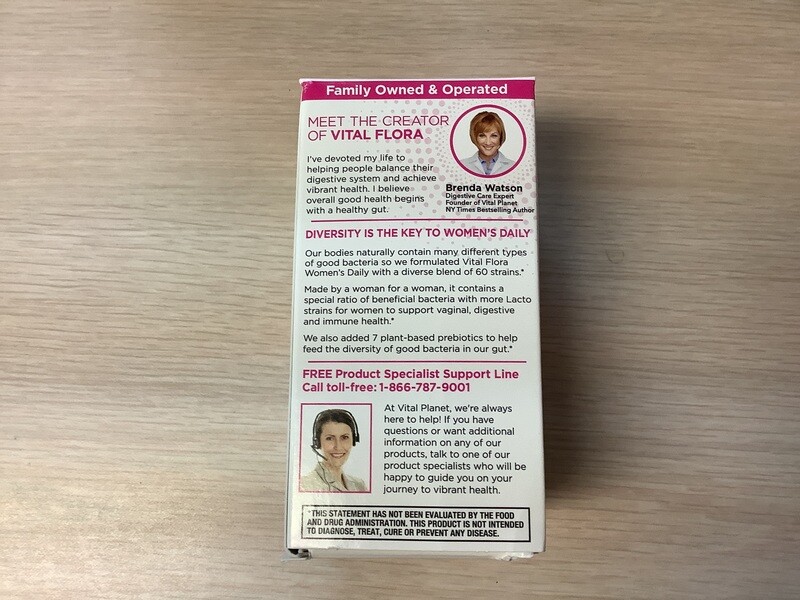 Family Owned & Operated
MEET THE CREATOR
OF VITAL FLORA
I've devoted my life to
helping people balance their
digestive system and achieve
vibrant health. I believe
overall good health begins
with a healthy gut.
Brenda Watson
Digestive Care Expert
Founder of Vital Planet
NY Times Bestselling Author
DIVERSITY IS THE KEY TO WOMEN'S DAILY
Our bodies naturally contain many different types
of good bacteria so we formulated Vital Flora
Women's Daily with a diverse blend of 60 strains.*
Made by a woman for a woman, it contains a
special ratio of beneficial bacteria with more Lacto
strains for women to support vaginal, digestive
and immune health.*
We also added 7 plant-based prebiotics to help
feed the diversity of good bacteria in our gut.*
FREE Product Specialist Support Line
Call toll-free: 1-866-787-9001
At Vital Planet, we're always
here to help! If you have
questions or want additional
information on any of our
products, talk to one of our
product specialists who will be
happy to guide you on your
journey to vibrant health.
*THIS STATEMENT HAS NOT BEEN EVALUATED BY THE FOOD
AND DRUG ADMINISTRATION. THIS PRODUCT IS NOT INTENDED
TO DIAGNOSE, TREAT, CURE OR PREVENT ANY DISEASE.